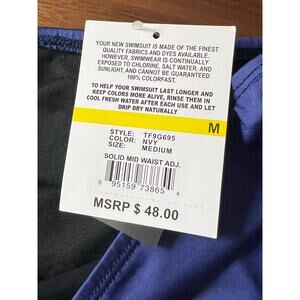 YOUR NEW SWIMSUIT IS MADE OF THE FINEST
QUALITY FABRICS AND DYES AVAILABLE.
HOWEVER, SWIMWEAR IS CONTINUALLY
EXPOSED TO CHLORINE, SALT WATER, AND
SUNLIGHT, AND CANNOT BE GUARANTEED
100% COLORFAST.
TO HELP YOUR SWIMSUIT LAST LONGER AND
KEEP COLORS MORE ALIVE, RINSE THEM IN
COOL FRESH WATER AFTER EACH USE AND LET
DRIP DRY NATURALLY
M
STYLE: TF9G695
COLOR: NVY
SIZE: MEDIUM
SOLID MID WAIST ADJ.
6 95159 73865 4
MSRP $ 48.00